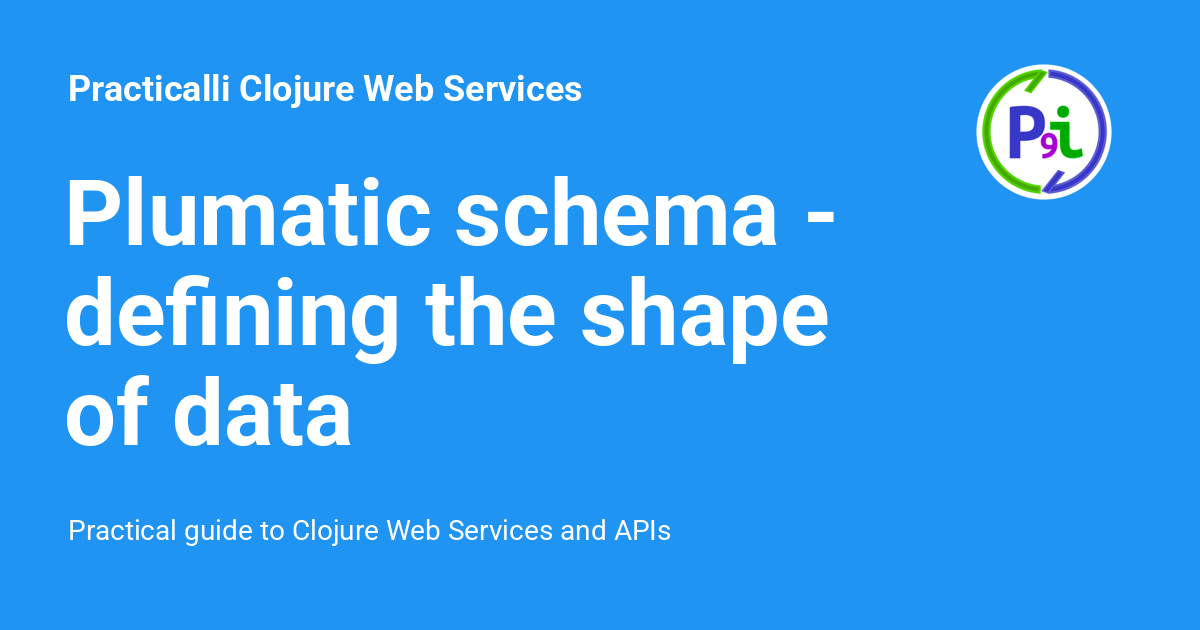 Practicalli Clojure Web Services
P9i
Plumatic schema -
defining the shape
of data
Practical guide to Clojure Web Services and APIs